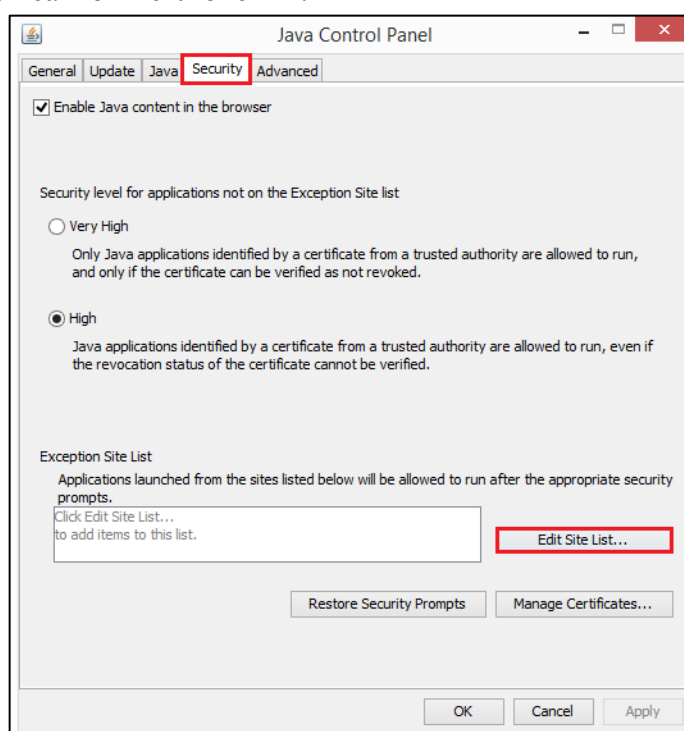 Java Control Panel
General Update Java Security Advanced
Enable Java content in the browser
Security level for applications not on the Exception Site list
Very High
Only Java applications identified by a certificate from a trusted authority are allowed to run,
and only if the certificate can be verified as not revoked.
High
Java applications identified by a certificate from a trusted authority are allowed to run, even if
the revocation status of the certificate cannot be verified.
Exception Site List
Applications launched from the sites listed below will be allowed to run after the appropriate security
prompts.
Click Edit Site List...
to add items to this list.
Edit Site List...
Restore Security Prompts Manage Certificates...
OK Cancel Apply